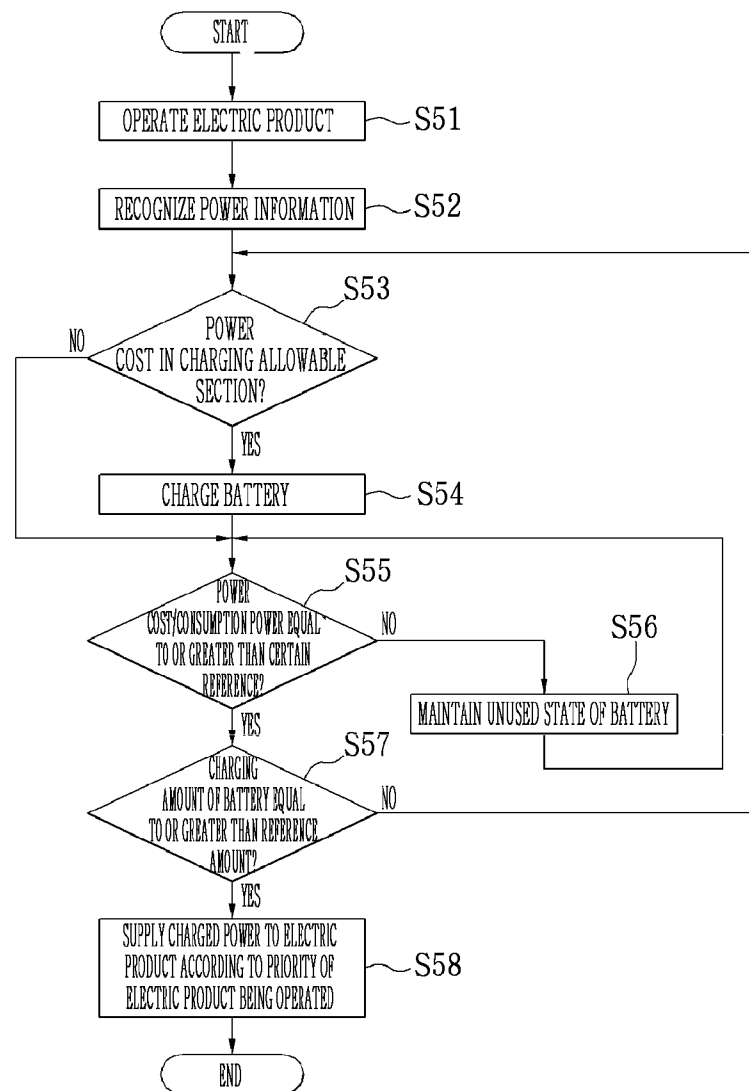 START
OPERATE ELECTRIC PRODUCT
S51
RECOGNIZE POWER INFORMATION
S52
S53
POWER
COST IN CHARGING ALLOWABLE
SECTION?
NO
YES
CHARGE BATTERY
S54
S55
POWER
COST/CONSUMPTION POWER EQUAL
TO OR GREATER THAN CERTAIN
REFERENCE?
NO
S56
MAINTAIN UNUSED STATE OF BATTERY
YES
S57
CHARGING
AMOUNT OF BATTERY EQUAL
TO OR GREATER THAN REFERENCE
AMOUNT?
NO
YES
SUPPLY CHARGED POWER TO ELECTRIC
PRODUCT ACCORDING TO PRIORITY OF
ELECTRIC PRODUCT BEING OPERATED
S58
END